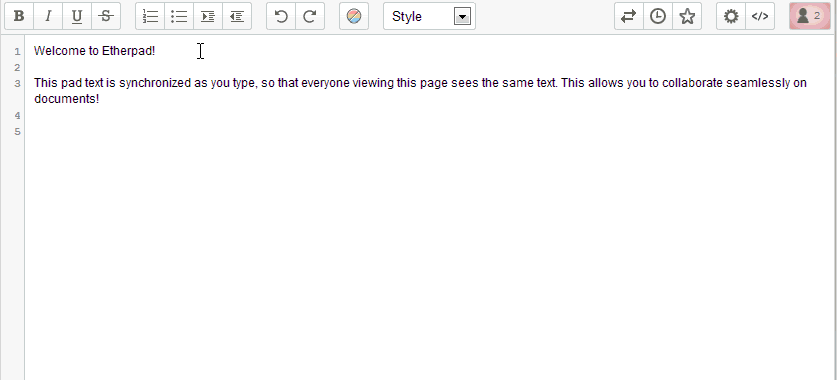 B I U S Style </> 2
1 Welcome to Etherpad!
2
3 This pad text is synchronized as you type, so that everyone viewing this page sees the same text. This allows you to collaborate seamlessly on
documents!
4
5